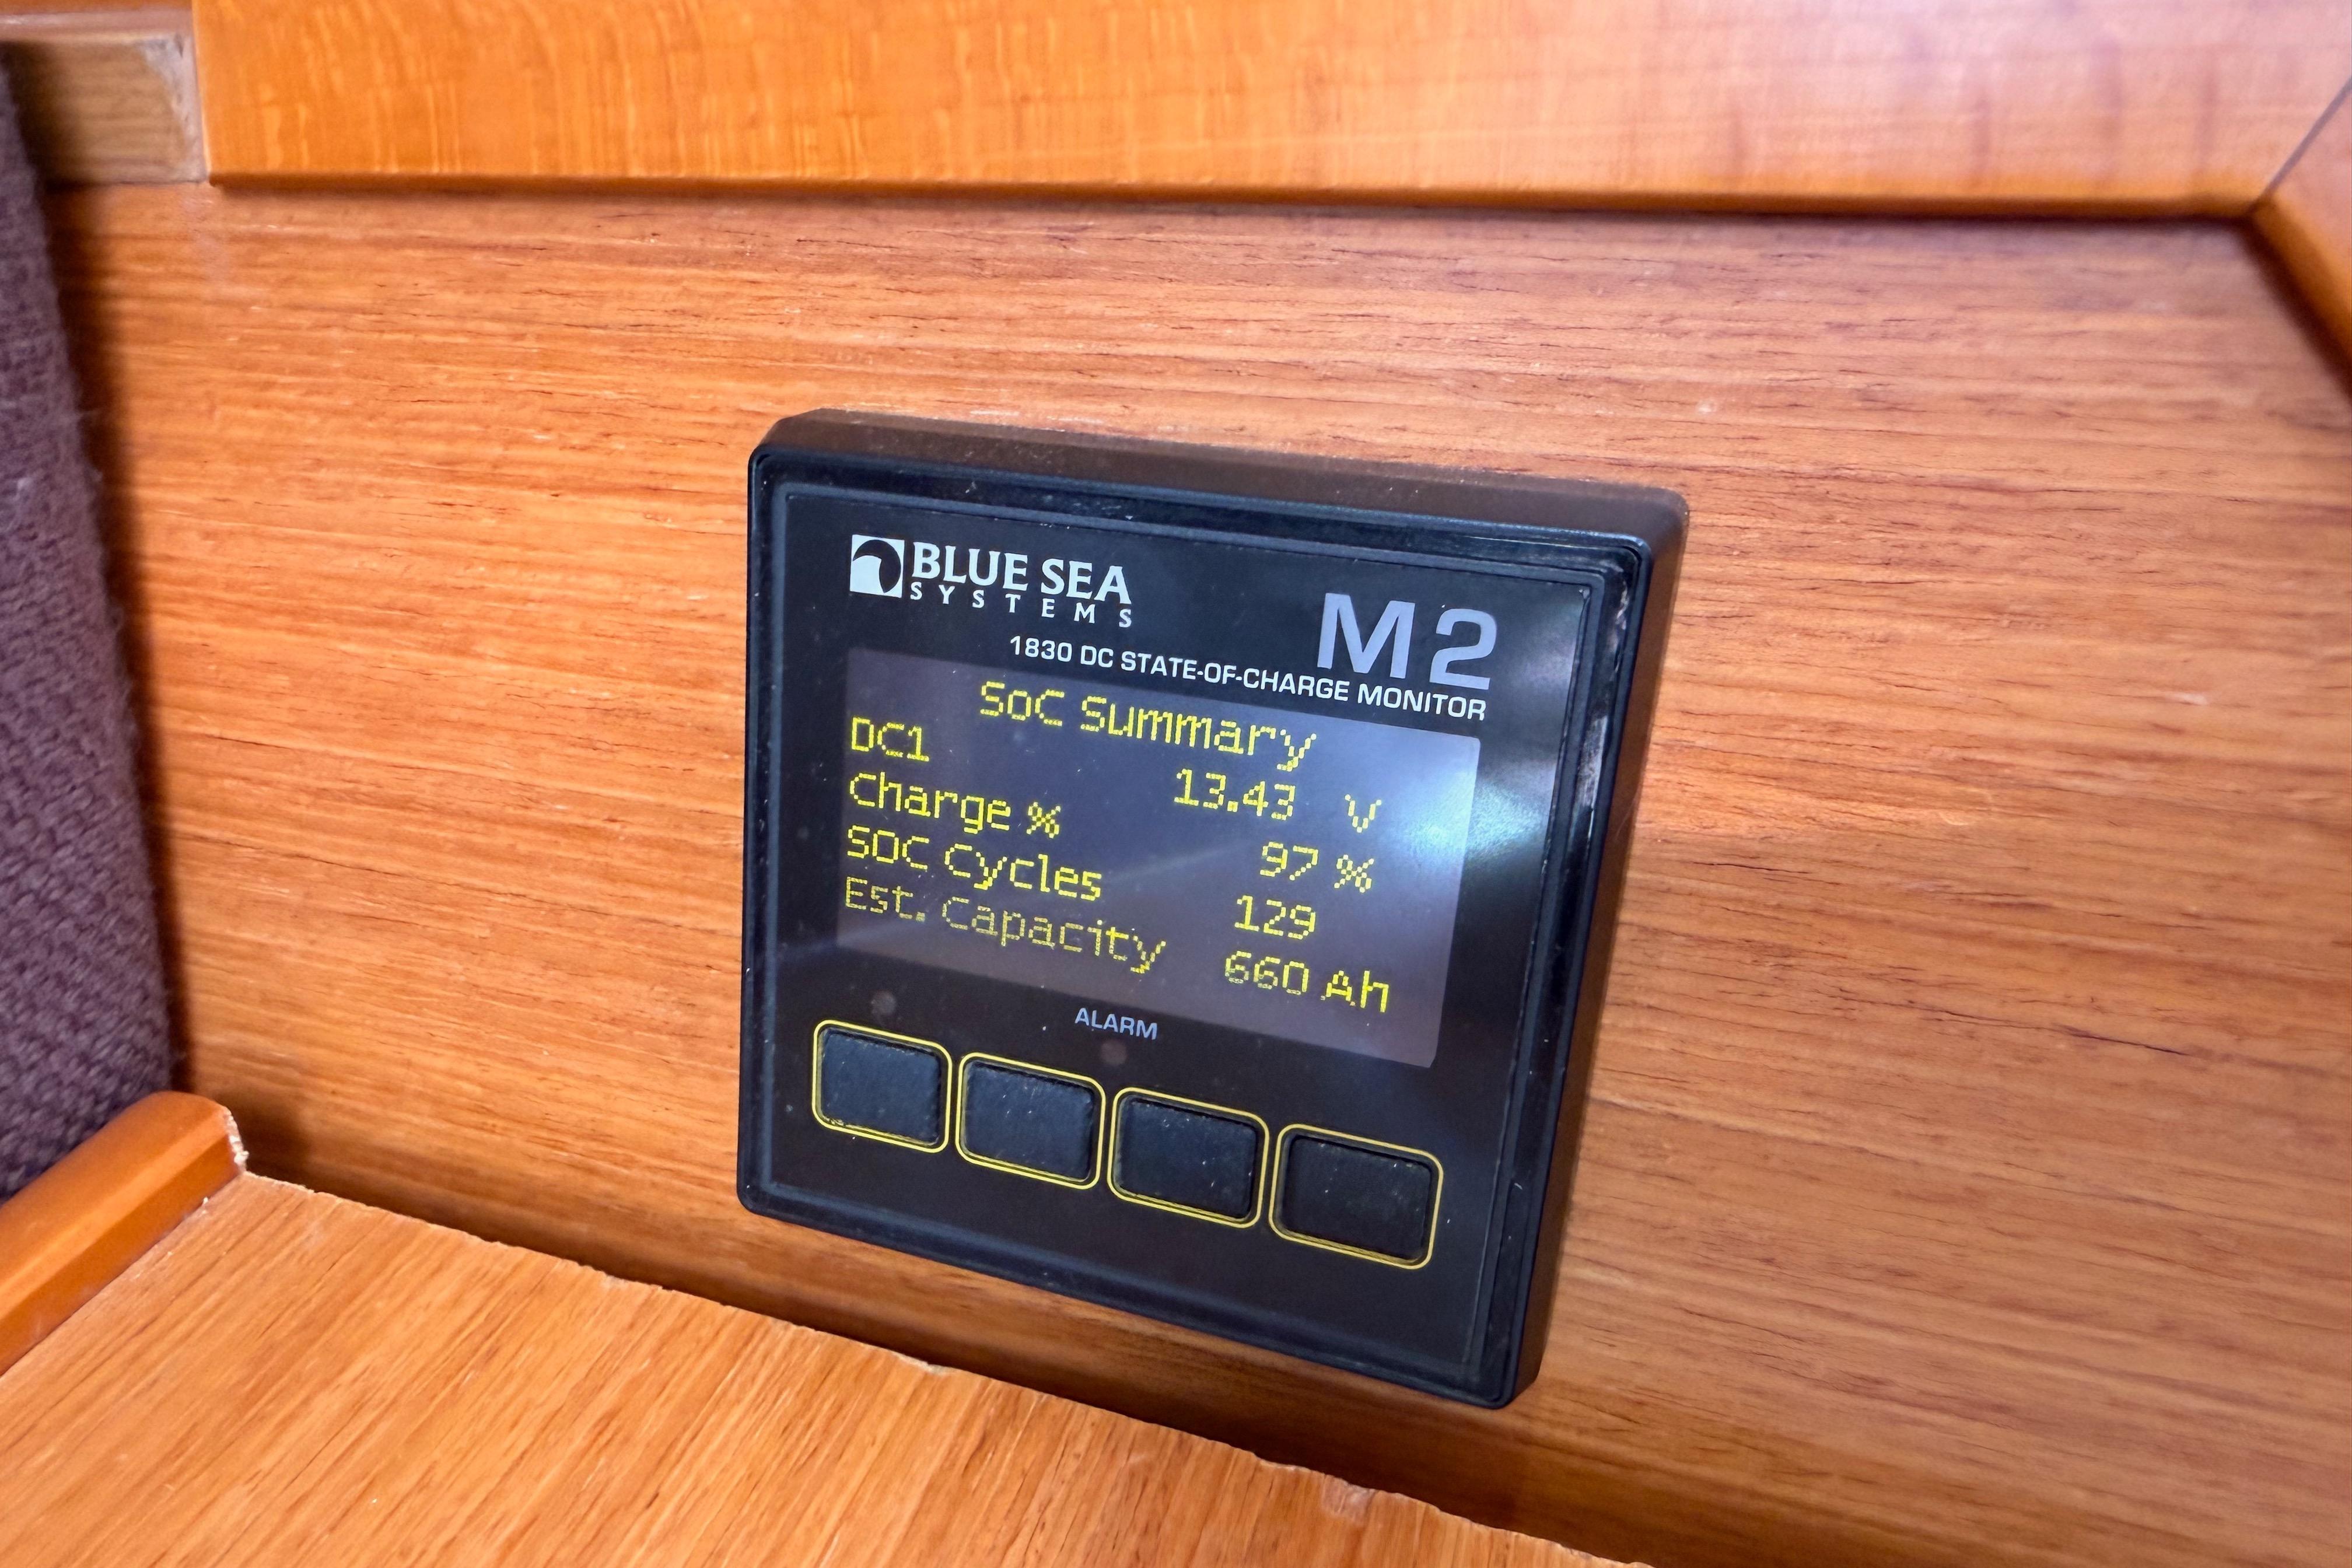 BLUE SEA
SYSTEMS
M2
1830 DC STATE-OF-CHARGE MONITOR
SoC Summary
DC1 13.43 V
Charge % 97 %
SOC Cycles 129
Est. Capacity 660 Ah
ALARM